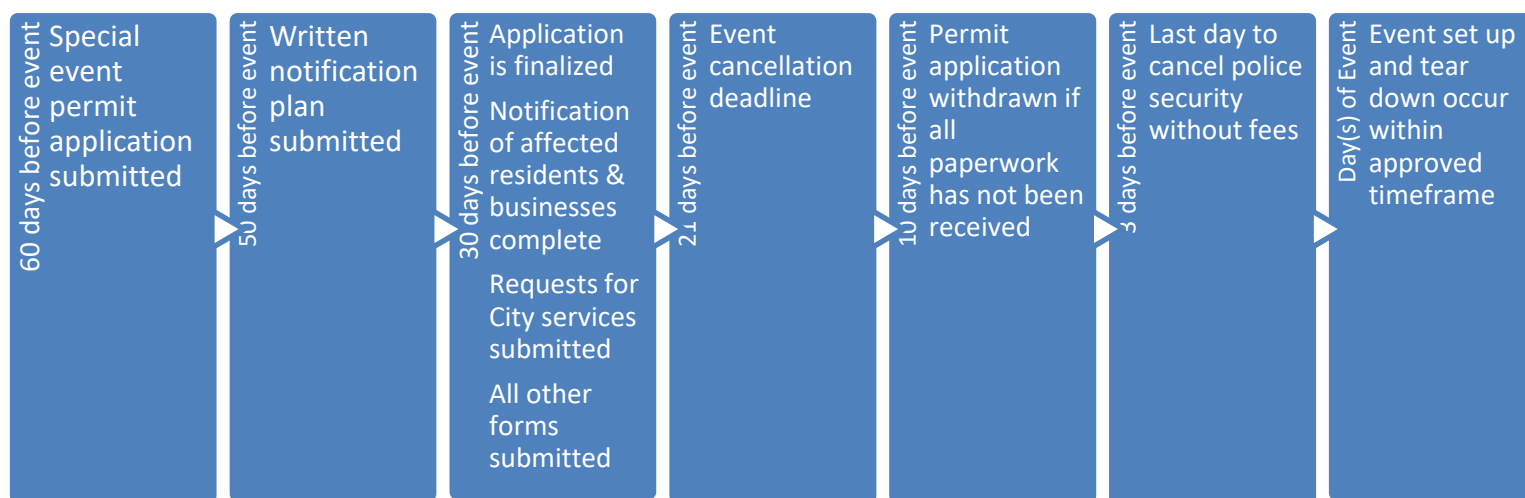 60 days before event
Special
event
permit
application
submitted
50 days before event
Written
notification
plan
submitted
30 days before event
Application
is finalized
Notification
of affected
residents &
businesses
complete
Requests for
City services
submitted
All other
forms
submitted
21 days before event
Event
cancellation
deadline
10 days before event
Permit
application
withdrawn if
all
paperwork
has not been
received
3 days before event
Last day to
cancel police
security
without fees
Day(s) of Event
Event set up
and tear
down occur
within
approved
timeframe